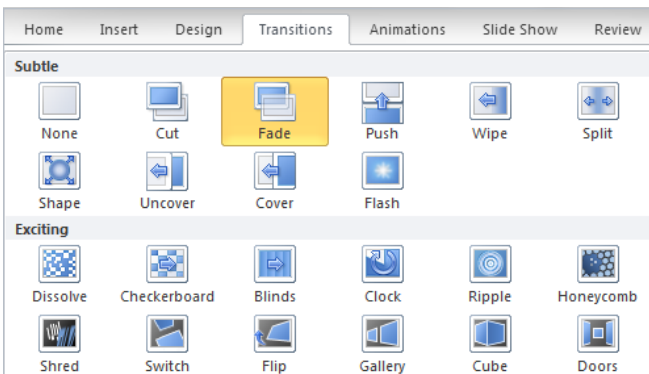 Home Insert Design Transitions Animations Slide Show Review
Subtle
None Cut Fade Push Wipe Split
Shape Uncover Cover Flash
Exciting
Dissolve Checkerboard Blinds Clock Ripple Honeycomb
Shred Switch Flip Gallery Cube Doors